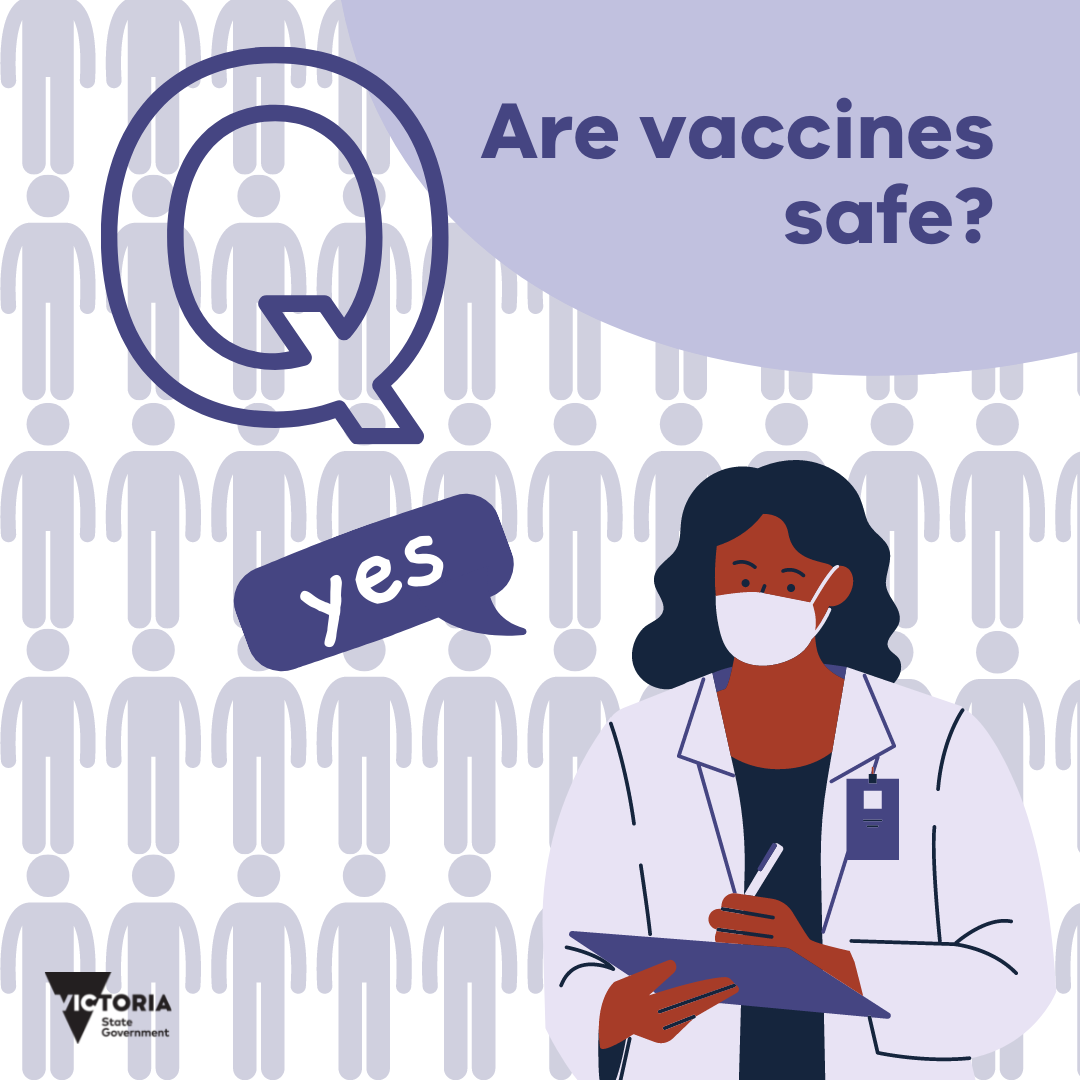 Q
Are vaccines
safe?
yes
VICTORIA
State
Government